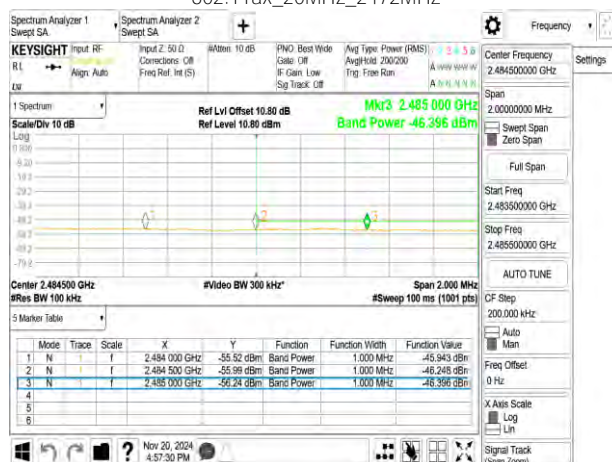 802.11ax_20MHz_2472MHz
Spectrum Analyzer 1
Swept SA
Spectrum Analyzer 2
Swept SA
+
Frequency
KEYSIGHT
Input: RF
Align: Auto
Input Z: 50 Ω
Corrections: Off
Freq Ref: Int (S)
#Atten: 10 dB
PNO: Best Wide
Gate: Off
IF Gain: Low
Sig Track: Off
Avg Type: Power (RMS)
Avg|Hold: 200/200
Trig: Free Run
Center Frequency
2.484500000 GHz
Settings
Span
2.00000000 MHz
Swept Span
Zero Span
Full Span
Start Freq
2.483500000 GHz
Stop Freq
2.485500000 GHz
AUTO TUNE
CF Step
200.000 kHz
Auto
Man
Freq Offset
0 Hz
X Axis Scale
Log
Lin
Signal Track
(Span Zoom)
1 Spectrum
Scale/Div 10 dB
Log
Ref Lvl Offset 10.80 dB
Ref Level 10.80 dBm
Mkr3 2.485 000 GHz
Band Power -46.396 dBm
Center 2.484500 GHz
#Res BW 100 kHz
#Video BW 300 kHz*
Span 2.000 MHz
#Sweep 100 ms (1001 pts)
5 Marker Table
Mode Trace Scale X Y Function Function Width Function Value
1 N 1 f 2.484 000 GHz -55.52 dBm Band Power 1.000 MHz -45.943 dBm
2 N 1 f 2.484 500 GHz -55.99 dBm Band Power 1.000 MHz -46.248 dBm
3 N 1 f 2.485 000 GHz -56.24 dBm Band Power 1.000 MHz -46.396 dBm
4
5
6
?
Nov 20, 2024
4:57:30 PM